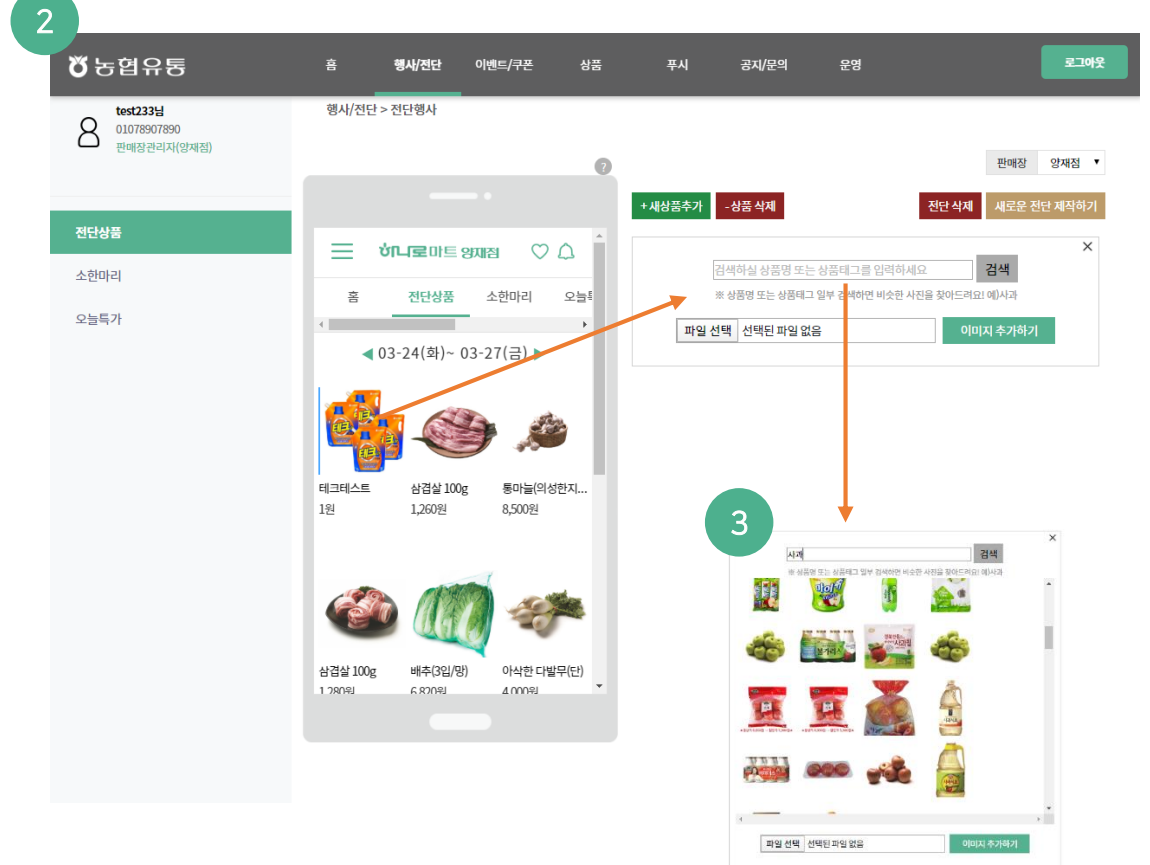 2
농협유통
홈 행사/전단 이벤트/쿠폰 상품 푸시 공지/문의 운영 로그아웃
test233님
01078907890
판매장관리자(양재점)
행사/전단 > 전단행사
?
판매장 양재점 ▼
+새상품추가 -상품 삭제 전단 삭제 새로운 전단 제작하기
전단상품
소한마리
오늘특가
하나로마트 양재점
홈 전단상품 소한마리 오늘
◀ 03-24(화)~ 03-27(금) ▶
테크테스트 삼겹살 100g 통마늘(의성한지...
1원 1,260원 8,500원
삼겹살 100g 배추(3입/망) 아삭한 다발무(단)
1,280원 6,820원 4,000원
×
검색하실 상품명 또는 상품태그를 입력하세요 검색
※ 상품명 또는 상품태그 일부 검색하면 비슷한 사진을 찾아드려요! 예)사과
파일 선택 선택된 파일 없음 이미지 추가하기
3
×
사과 검색
※ 상품명 또는 상품태그 일부 검색하면 비슷한 사진을 찾아드려요! 예)사과
파일 선택 선택된 파일 없음 이미지 추가하기